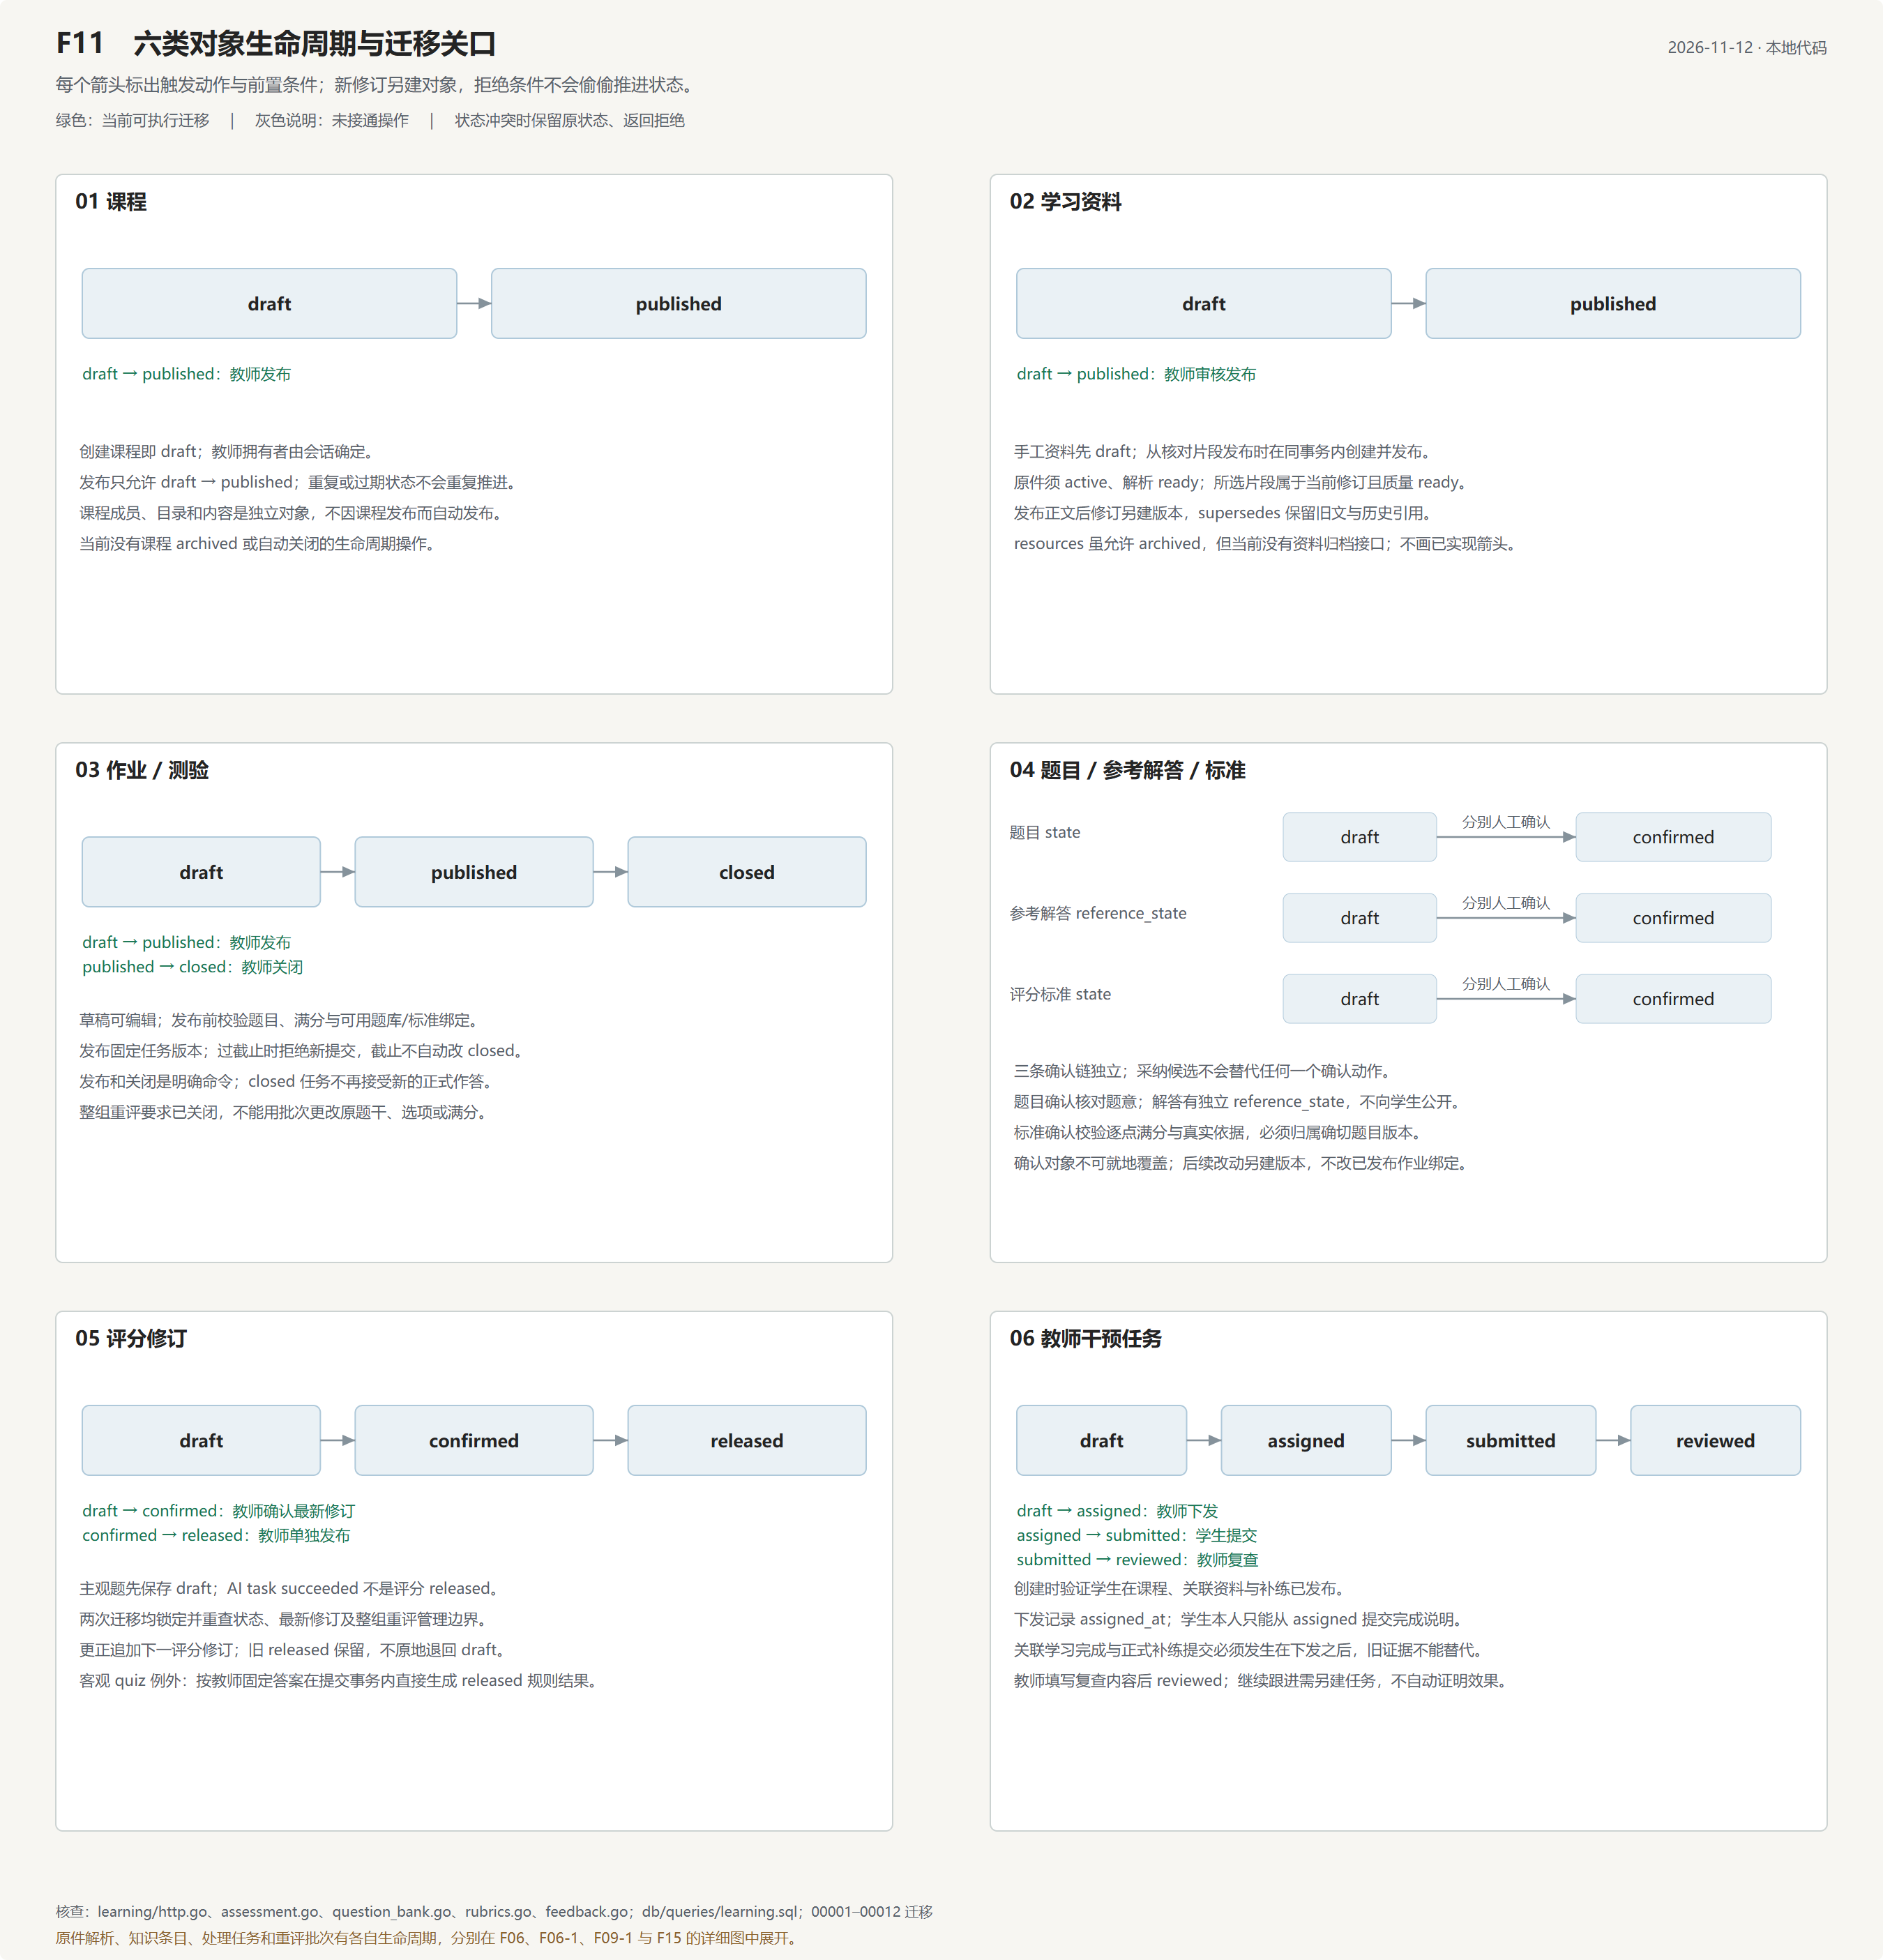 F11 六类对象生命周期与迁移关口
2026-11-12 · 本地代码
每个箭头标出触发动作与前置条件；新修订另建对象，拒绝条件不会偷偷推进状态。
绿色：当前可执行迁移 | 灰色说明：未接通操作 | 状态冲突时保留原状态、返回拒绝
01 课程
draft
published
draft → published：教师发布
创建课程即 draft；教师拥有者由会话确定。
发布只允许 draft → published；重复或过期状态不会重复推进。
课程成员、目录和内容是独立对象，不因课程发布而自动发布。
当前没有课程 archived 或自动关闭的生命周期操作。
02 学习资料
draft
published
draft → published：教师审核发布
手工资料先 draft；从核对片段发布时在同事务内创建并发布。
原件须 active、解析 ready；所选片段属于当前修订且质量 ready。
发布正文后修订另建版本，supersedes 保留旧文与历史引用。
resources 虽允许 archived，但当前没有资料归档接口；不画已实现箭头。
03 作业 / 测验
draft
published
closed
draft → published：教师发布
published → closed：教师关闭
草稿可编辑；发布前校验题目、满分与可用题库/标准绑定。
发布固定任务版本；过截止时拒绝新提交，截止不自动改 closed。
发布和关闭是明确命令；closed 任务不再接受新的正式作答。
整组重评要求已关闭，不能用批次更改原题干、选项或满分。
04 题目 / 参考解答 / 标准
题目 state
draft
分别人工确认
confirmed
参考解答 reference_state
draft
分别人工确认
confirmed
评分标准 state
draft
分别人工确认
confirmed
三条确认链独立；采纳候选不会替代任何一个确认动作。
题目确认核对题意；解答有独立 reference_state，不向学生公开。
标准确认校验逐点满分与真实依据，必须归属确切题目版本。
确认对象不可就地覆盖；后续改动另建版本，不改已发布作业绑定。
05 评分修订
draft
confirmed
released
draft → confirmed：教师确认最新修订
confirmed → released：教师单独发布
主观题先保存 draft；AI task succeeded 不是评分 released。
两次迁移均锁定并重查状态、最新修订及整组重评管理边界。
更正追加下一评分修订；旧 released 保留，不原地退回 draft。
客观 quiz 例外：按教师固定答案在提交事务内直接生成 released 规则结果。
06 教师干预任务
draft
assigned
submitted
reviewed
draft → assigned：教师下发
assigned → submitted：学生提交
submitted → reviewed：教师复查
创建时验证学生在课程、关联资料与补练已发布。
下发记录 assigned_at；学生本人只能从 assigned 提交完成说明。
关联学习完成与正式补练提交必须发生在下发之后，旧证据不能替代。
教师填写复查内容后 reviewed；继续跟进需另建任务，不自动证明效果。
核查：learning/http.go、assessment.go、question_bank.go、rubrics.go、feedback.go；db/queries/learning.sql；00001–00012 迁移
原件解析、知识条目、处理任务和重评批次有各自生命周期，分别在 F06、F06-1、F09-1 与 F15 的详细图中展开。